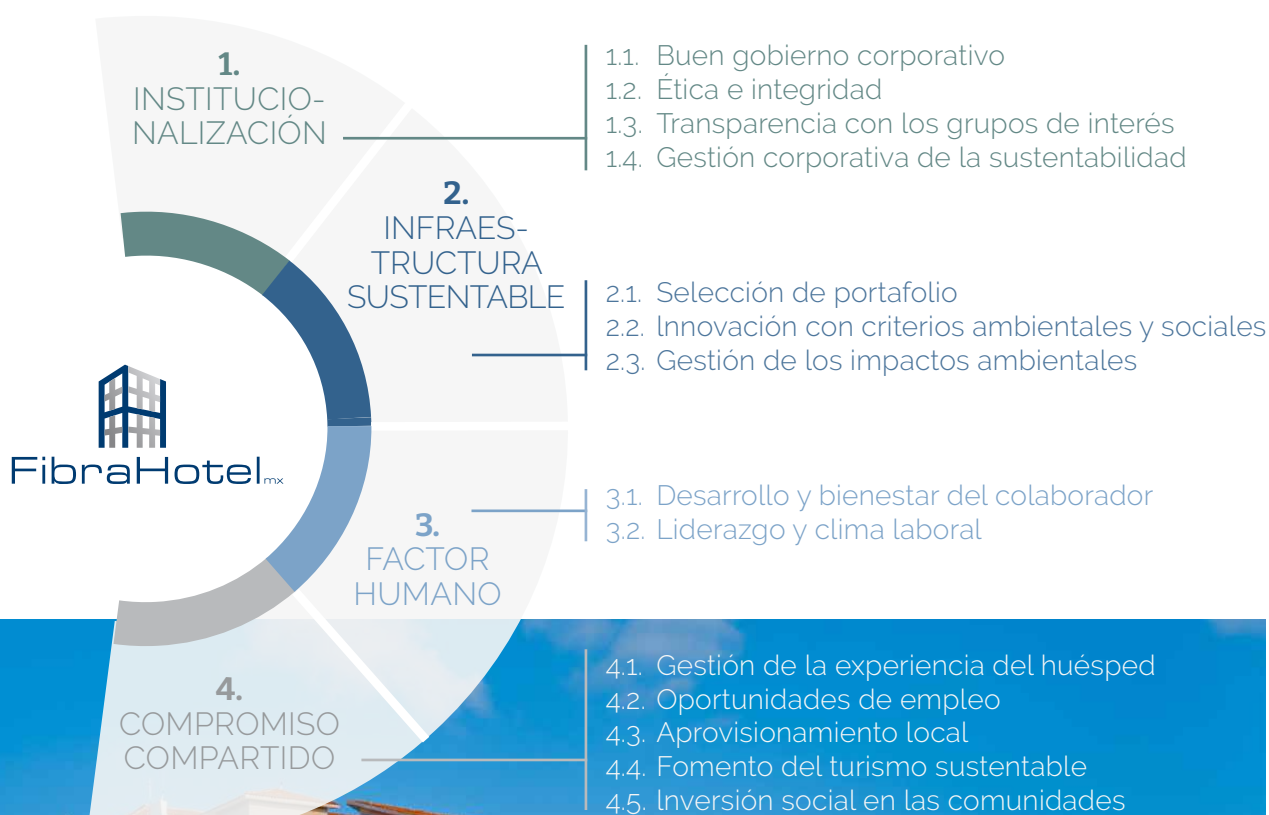 1.
INSTITUCIO-
NALIZACIÓN
1.1. Buen gobierno corporativo
1.2. Ética e integridad
1.3. Transparencia con los grupos de interés
1.4. Gestión corporativa de la sustentabilidad
2.
INFRAES-
TRUCTURA
SUSTENTABLE
2.1. Selección de portafolio
2.2. Innovación con criterios ambientales y sociales
2.3. Gestión de los impactos ambientales
FibraHotel mx
3.
FACTOR
HUMANO
3.1. Desarrollo y bienestar del colaborador
3.2. Liderazgo y clima laboral
4.
COMPROMISO
COMPARTIDO
4.1. Gestión de la experiencia del huésped
4.2. Oportunidades de empleo
4.3. Aprovisionamiento local
4.4. Fomento del turismo sustentable
4.5. Inversión social en las comunidades